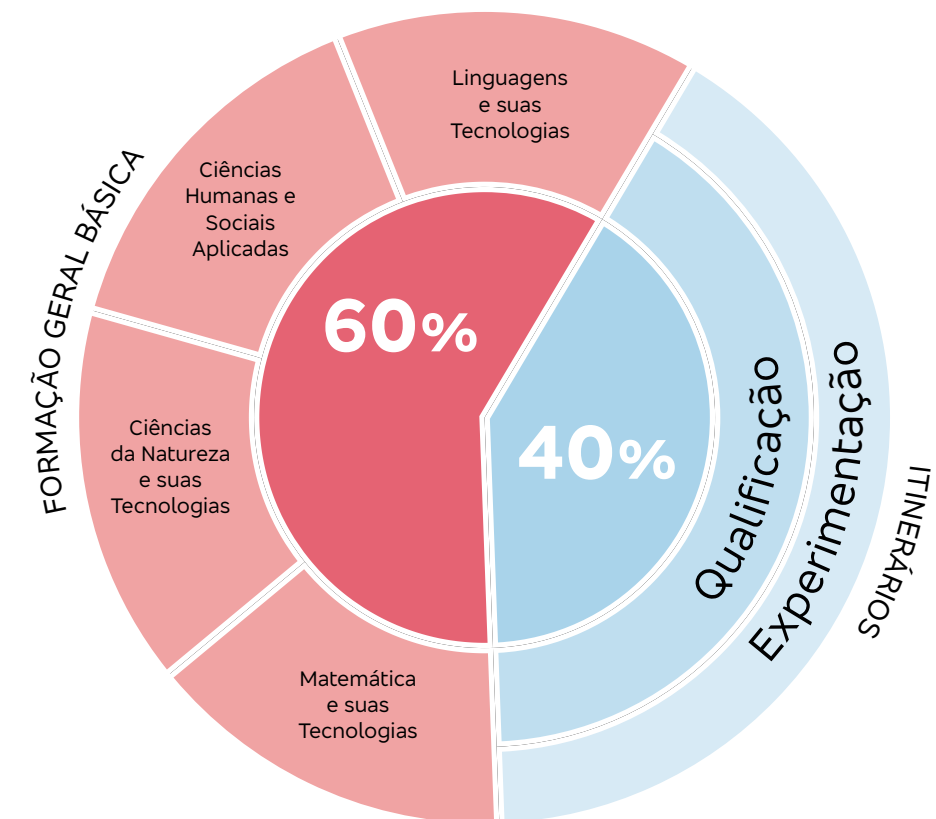 FORMAÇÃO GERAL BÁSICA
Linguagens
e suas
Tecnologias
Ciências
Humanas e
Sociais
Aplicadas
Ciências
da Natureza
e suas
Tecnologias
Matemática
e suas
Tecnologias
60%
40%
Qualificação
Experimentação
ITINERÁRIOS